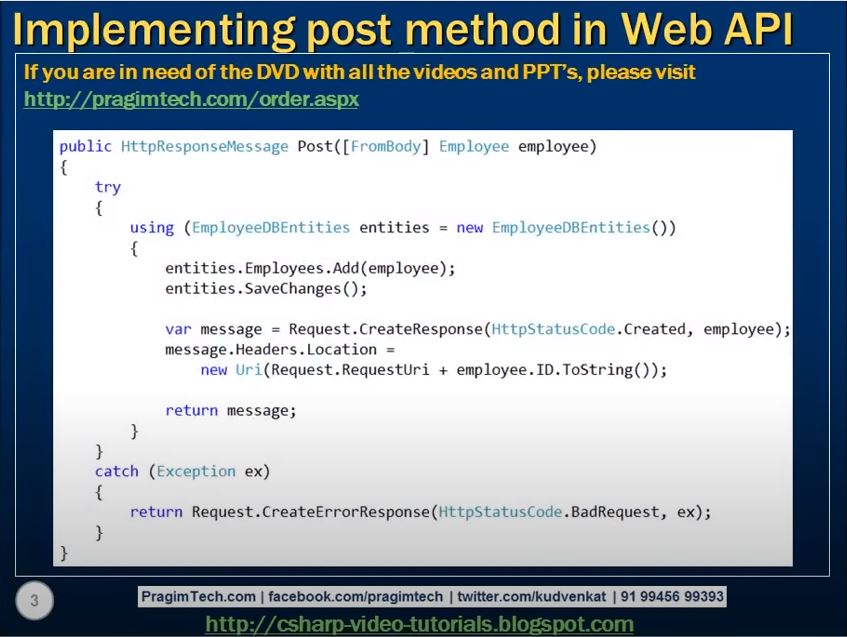 Implementing post method in Web API
If you are in need of the DVD with all the videos and PPT's, please visit
http://pragimtech.com/order.aspx
public HttpResponseMessage Post([FromBody] Employee employee)
{
try
{
using (EmployeeDBEntities entities = new EmployeeDBEntities())
{
entities.Employees.Add(employee);
entities.SaveChanges();
var message = Request.CreateResponse(HttpStatusCode.Created, employee);
message.Headers.Location =
new Uri(Request.RequestUri + employee.ID.ToString());
return message;
}
}
catch (Exception ex)
{
return Request.CreateErrorResponse(HttpStatusCode.BadRequest, ex);
}
}
3
PragimTech.com | facebook.com/pragimtech | twitter.com/kudvenkat | 91 99456 99393
http://csharp-video-tutorials.blogspot.com